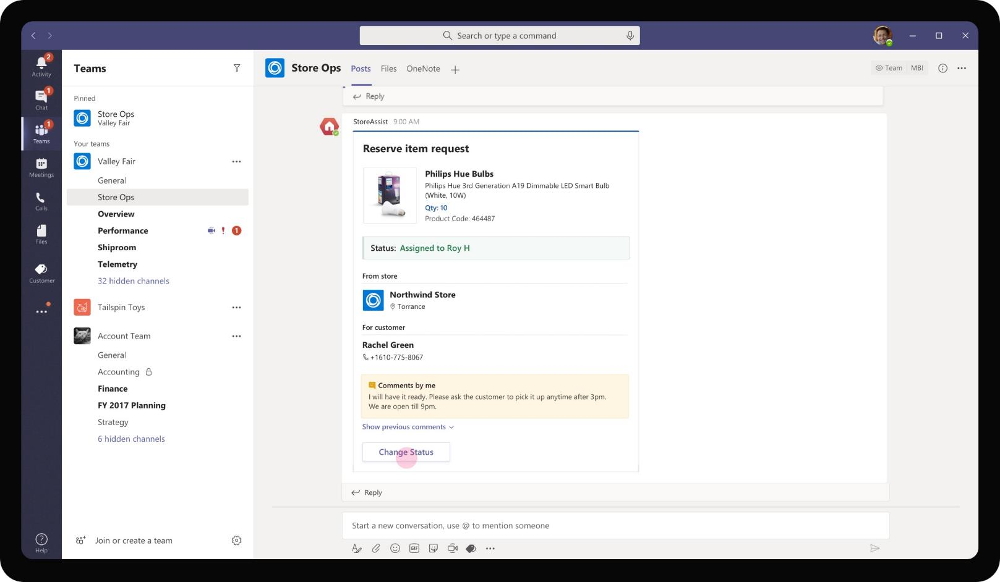 Search or type a command
2
Activity
1
Chat
1
Teams
Meetings
Calls
Files
Customer
Help
Teams
Pinned
Store Ops
Valley Fair
Your teams
Valley Fair
General
Store Ops
Overview
Performance
1
Shiproom
Telemetry
32 hidden channels
Tailspin Toys
Account Team
General
Accounting
Finance
FY 2017 Planning
Strategy
6 hidden channels
Join or create a team
Store Ops Posts Files OneNote
Team MBI
Reply
StoreAssist 9:00 AM
Reserve item request
Philips Hue Bulbs
Philips Hue 3rd Generation A19 Dimmable LED Smart Bulb
(White, 10W)
Qty: 10
Product Code: 464487
Status: Assigned to Roy H
From store
Northwind Store
Torrance
For customer
Rachel Green
+1610-775-8067
Comments by me
I will have it ready. Please ask the customer to pick it up anytime after 3pm.
We are open till 9pm.
Show previous comments
Change Status
Reply
Start a new conversation, use @ to mention someone
GIF